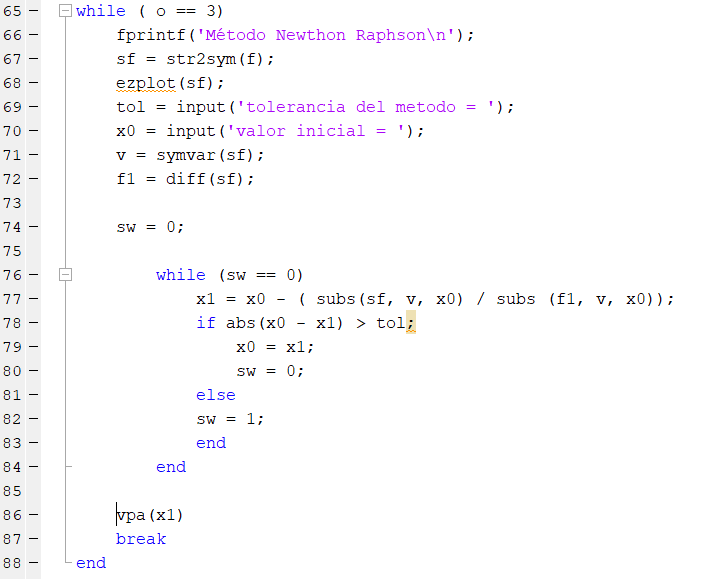 65 - while ( o == 3)
66 - fprintf('Método Newthon Raphson\n');
67 - sf = str2sym(f);
68 - ezplot(sf);
69 - tol = input('tolerancia del metodo = ');
70 - x0 = input('valor inicial = ');
71 - v = symvar(sf);
72 - f1 = diff(sf);
73
74 - sw = 0;
75
76 - while (sw == 0)
77 - x1 = x0 - ( subs(sf, v, x0) / subs (f1, v, x0));
78 - if abs(x0 - x1) > tol;
79 - x0 = x1;
80 - sw = 0;
81 - else
82 - sw = 1;
83 - end
84 - end
85
86 - vpa(x1)
87 - break
88 - end